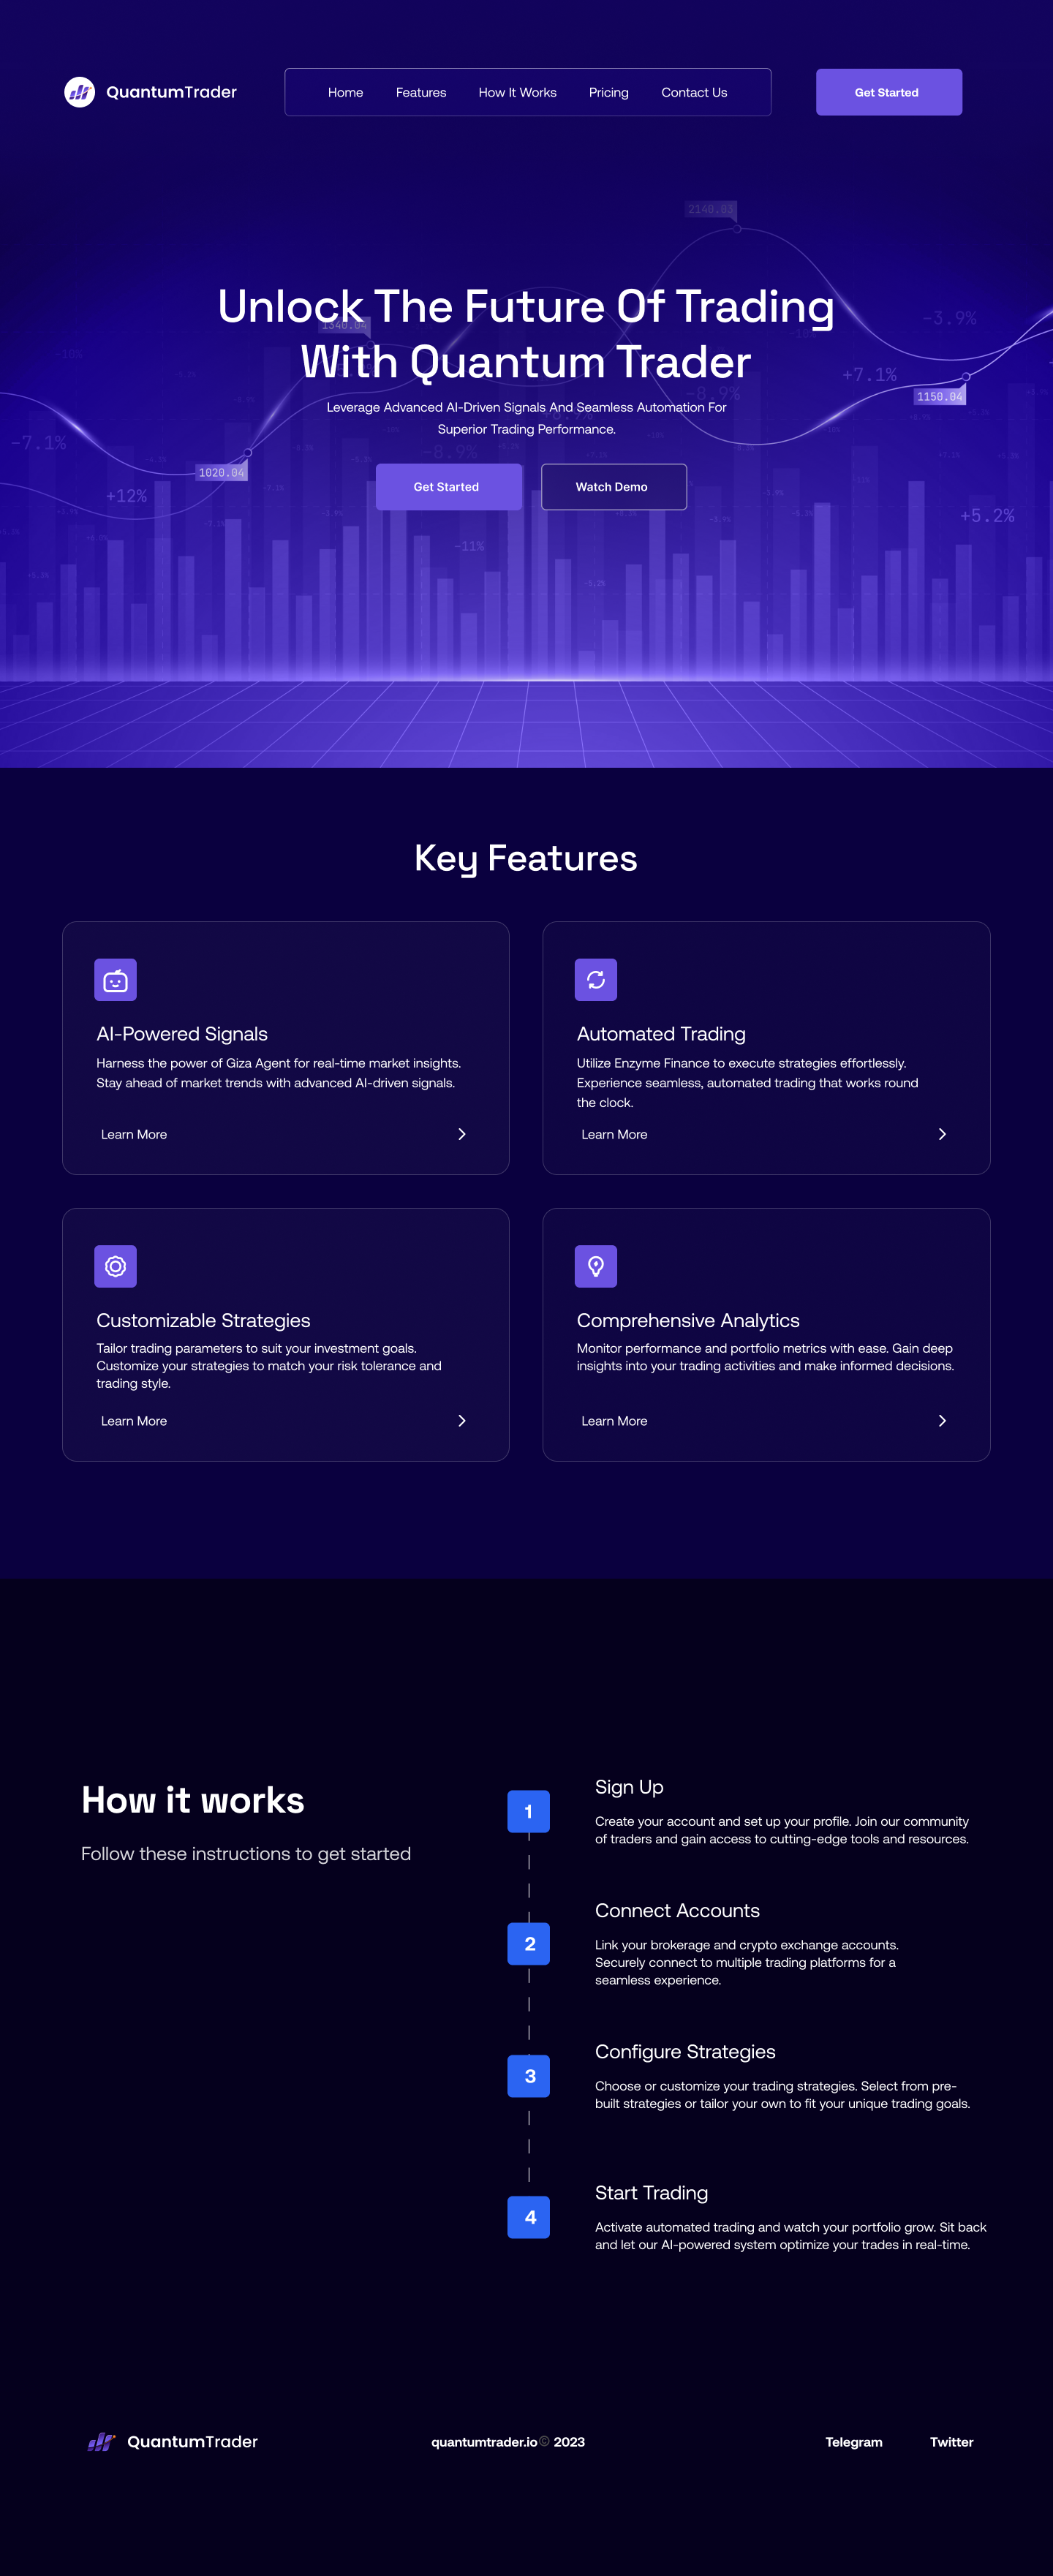 QuantumTrader
Home
Features
How It Works
Pricing
Contact Us
Get Started
2140.03
Unlock The Future Of Trading
1340.04
-3.9%
-10%
With Quantum Trader
+7.1%
1150.04
-8.9%
Leverage Advanced AI-Driven Signals And Seamless Automation For
Superior Trading Performance.
-7.1%
-8.9%
1020.04
Get Started
Watch Demo
+12%
+5.2%
-11%
-5.2%
Key Features
AI-Powered Signals
Harness the power of Giza Agent for real-time market insights.
Stay ahead of market trends with advanced AI-driven signals.
Learn More
Automated Trading
Utilize Enzyme Finance to execute strategies effortlessly.
Experience seamless, automated trading that works round
the clock.
Learn More
Customizable Strategies
Tailor trading parameters to suit your investment goals.
Customize your strategies to match your risk tolerance and
trading style.
Learn More
Comprehensive Analytics
Monitor performance and portfolio metrics with ease. Gain deep
insights into your trading activities and make informed decisions.
Learn More
How it works
Follow these instructions to get started
1
Sign Up
Create your account and set up your profile. Join our community
of traders and gain access to cutting-edge tools and resources.
2
Connect Accounts
Link your brokerage and crypto exchange accounts.
Securely connect to multiple trading platforms for a
seamless experience.
3
Configure Strategies
Choose or customize your trading strategies. Select from pre-
built strategies or tailor your own to fit your unique trading goals.
4
Start Trading
Activate automated trading and watch your portfolio grow. Sit back
and let our AI-powered system optimize your trades in real-time.
QuantumTrader
quantumtrader.io© 2023
Telegram
Twitter